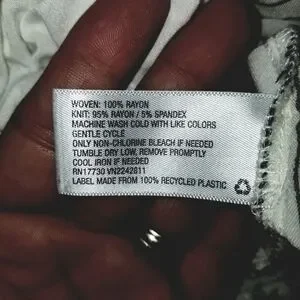 WOVEN: 100% RAYON
KNIT: 95% RAYON / 5% SPANDEX
MACHINE WASH COLD WITH LIKE COLORS
GENTLE CYCLE
ONLY NON-CHLORINE BLEACH IF NEEDED
TUMBLE DRY LOW, REMOVE PROMPTLY
COOL IRON IF NEEDED
RN17730 VN2242811
LABEL MADE FROM 100% RECYCLED PLASTIC